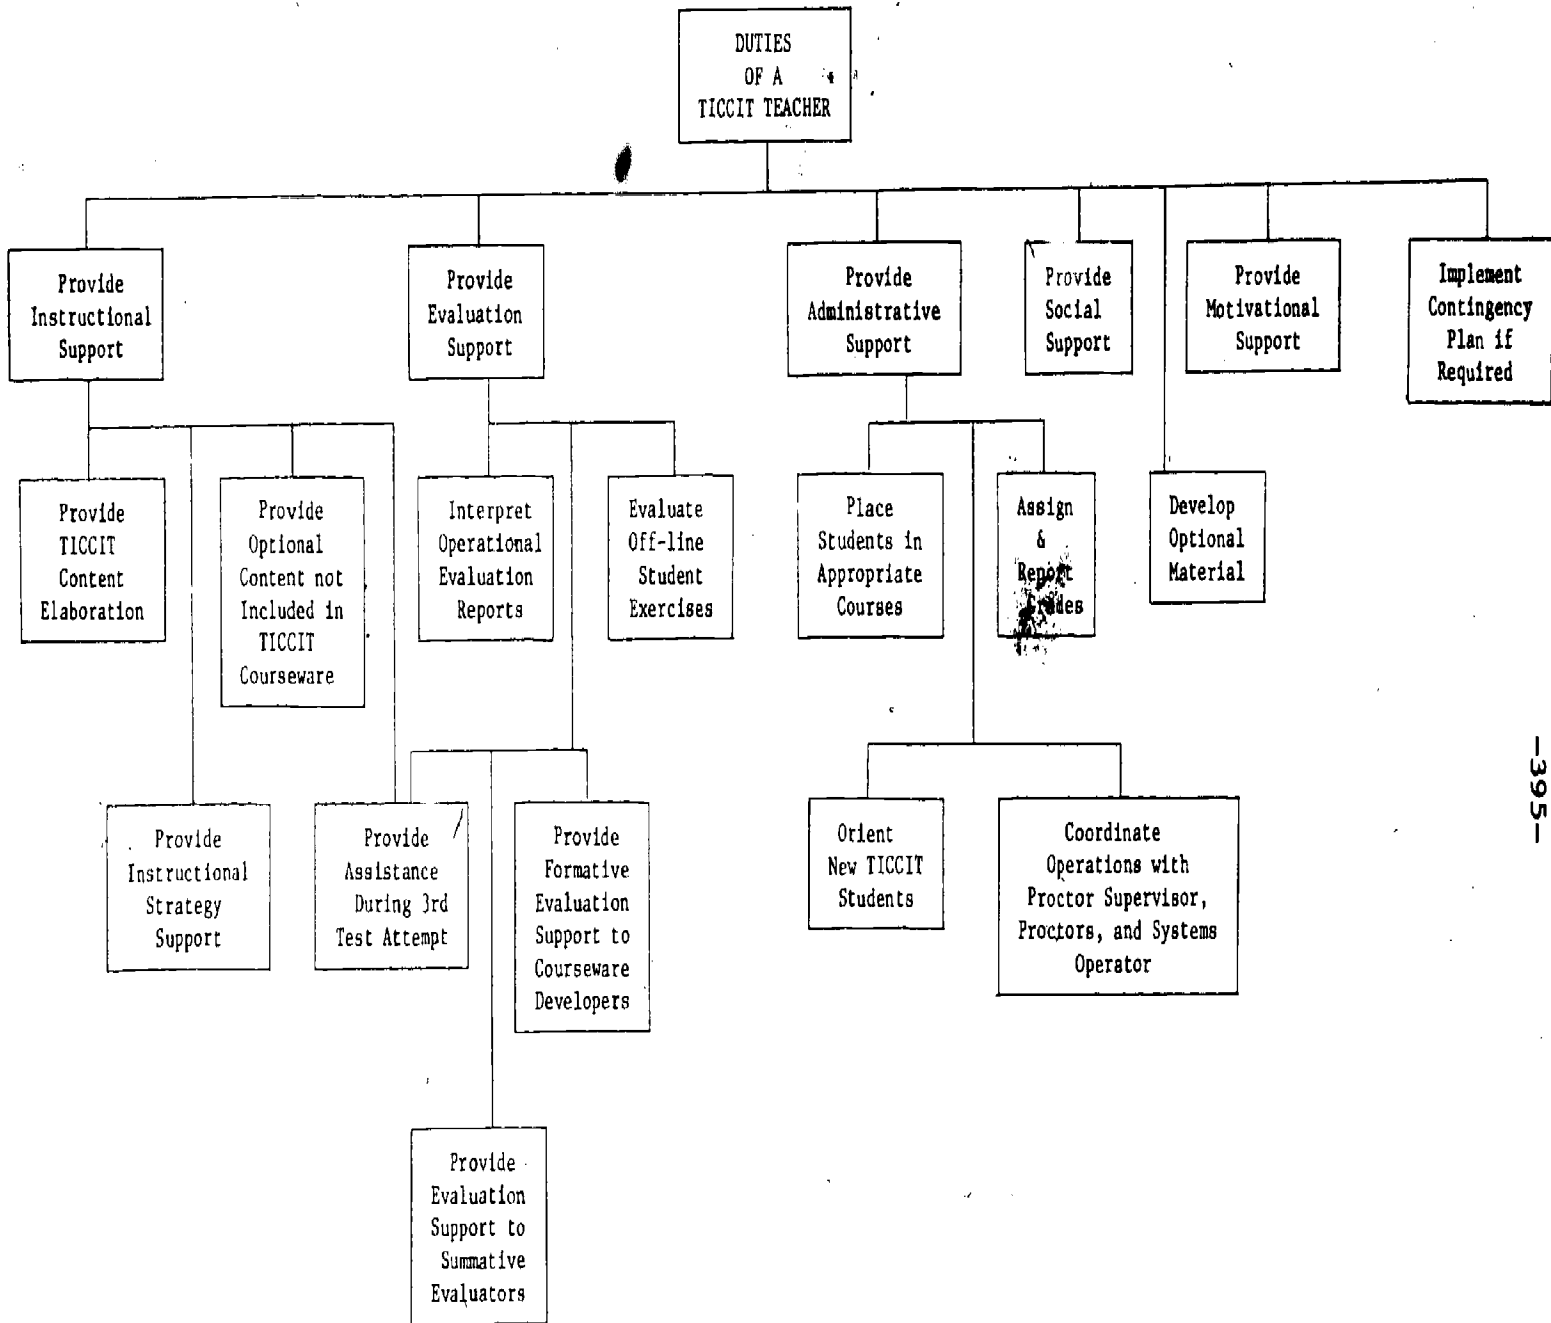 DUTIES
OF A
TICCIT TEACHER
Provide
Instructional
Support
Provide
Evaluation
Support
Provide
Administrative
Support
Provide
Social
Support
Provide
Motivational
Support
Implement
Contingency
Plan if
Required
Provide
TICCIT
Content
Elaboration
Provide
Optional
Content not
Included in
TICCIT
Courseware
Interpret
Operational
Evaluation
Reports
Evaluate
Off-line
Student
Exercises
Place
Students in
Appropriate
Courses
Assign
&
Report
Grades
Develop
Optional
Material
Provide
Instructional
Strategy
Support
Provide
Assistance
During 3rd
Test Attempt
Provide
Formative
Evaluation
Support to
Courseware
Developers
Orient
New TICCIT
Students
Coordinate
Operations with
Proctor Supervisor,
Proctors, and Systems
Operator
Provide
Evaluation
Support to
Summative
Evaluators
-395-